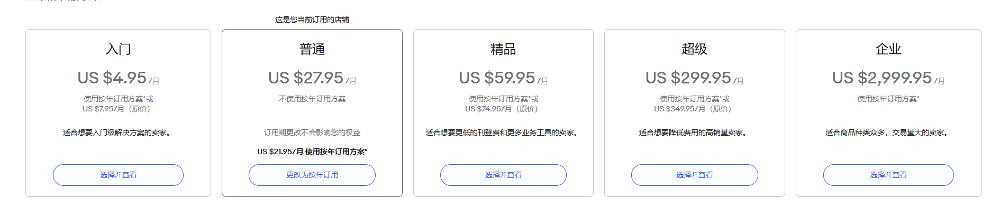 这是您当前订用的店铺
入门
US $4.95 /月
使用按年订用方案*或
US $7.95/月（原价）
适合想要入门级解决方案的卖家。
选择并查看
普通
US $27.95 /月
不使用按年订用方案
订用期更改不会影响您的权益
US $21.95/月 使用按年订用方案*
更改为按年订用
精品
US $59.95 /月
使用按年订用方案*或
US $74.95/月（原价）
适合想要更低的刊登费和更多业务工具的卖家。
选择并查看
超级
US $299.95 /月
使用按年订用方案*或
US $349.95/月（原价）
适合想要降低费用的高销量卖家。
选择并查看
企业
US $2,999.95 /月
使用按年订用方案*
适合商品种类众多，交易量大的卖家。
选择并查看